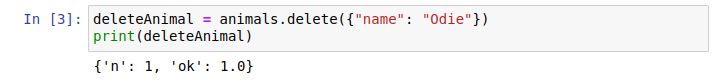 In [3]: deleteAnimal = animals.delete({"name": "Odie"})
print(deleteAnimal)
{'n': 1, 'ok': 1.0}